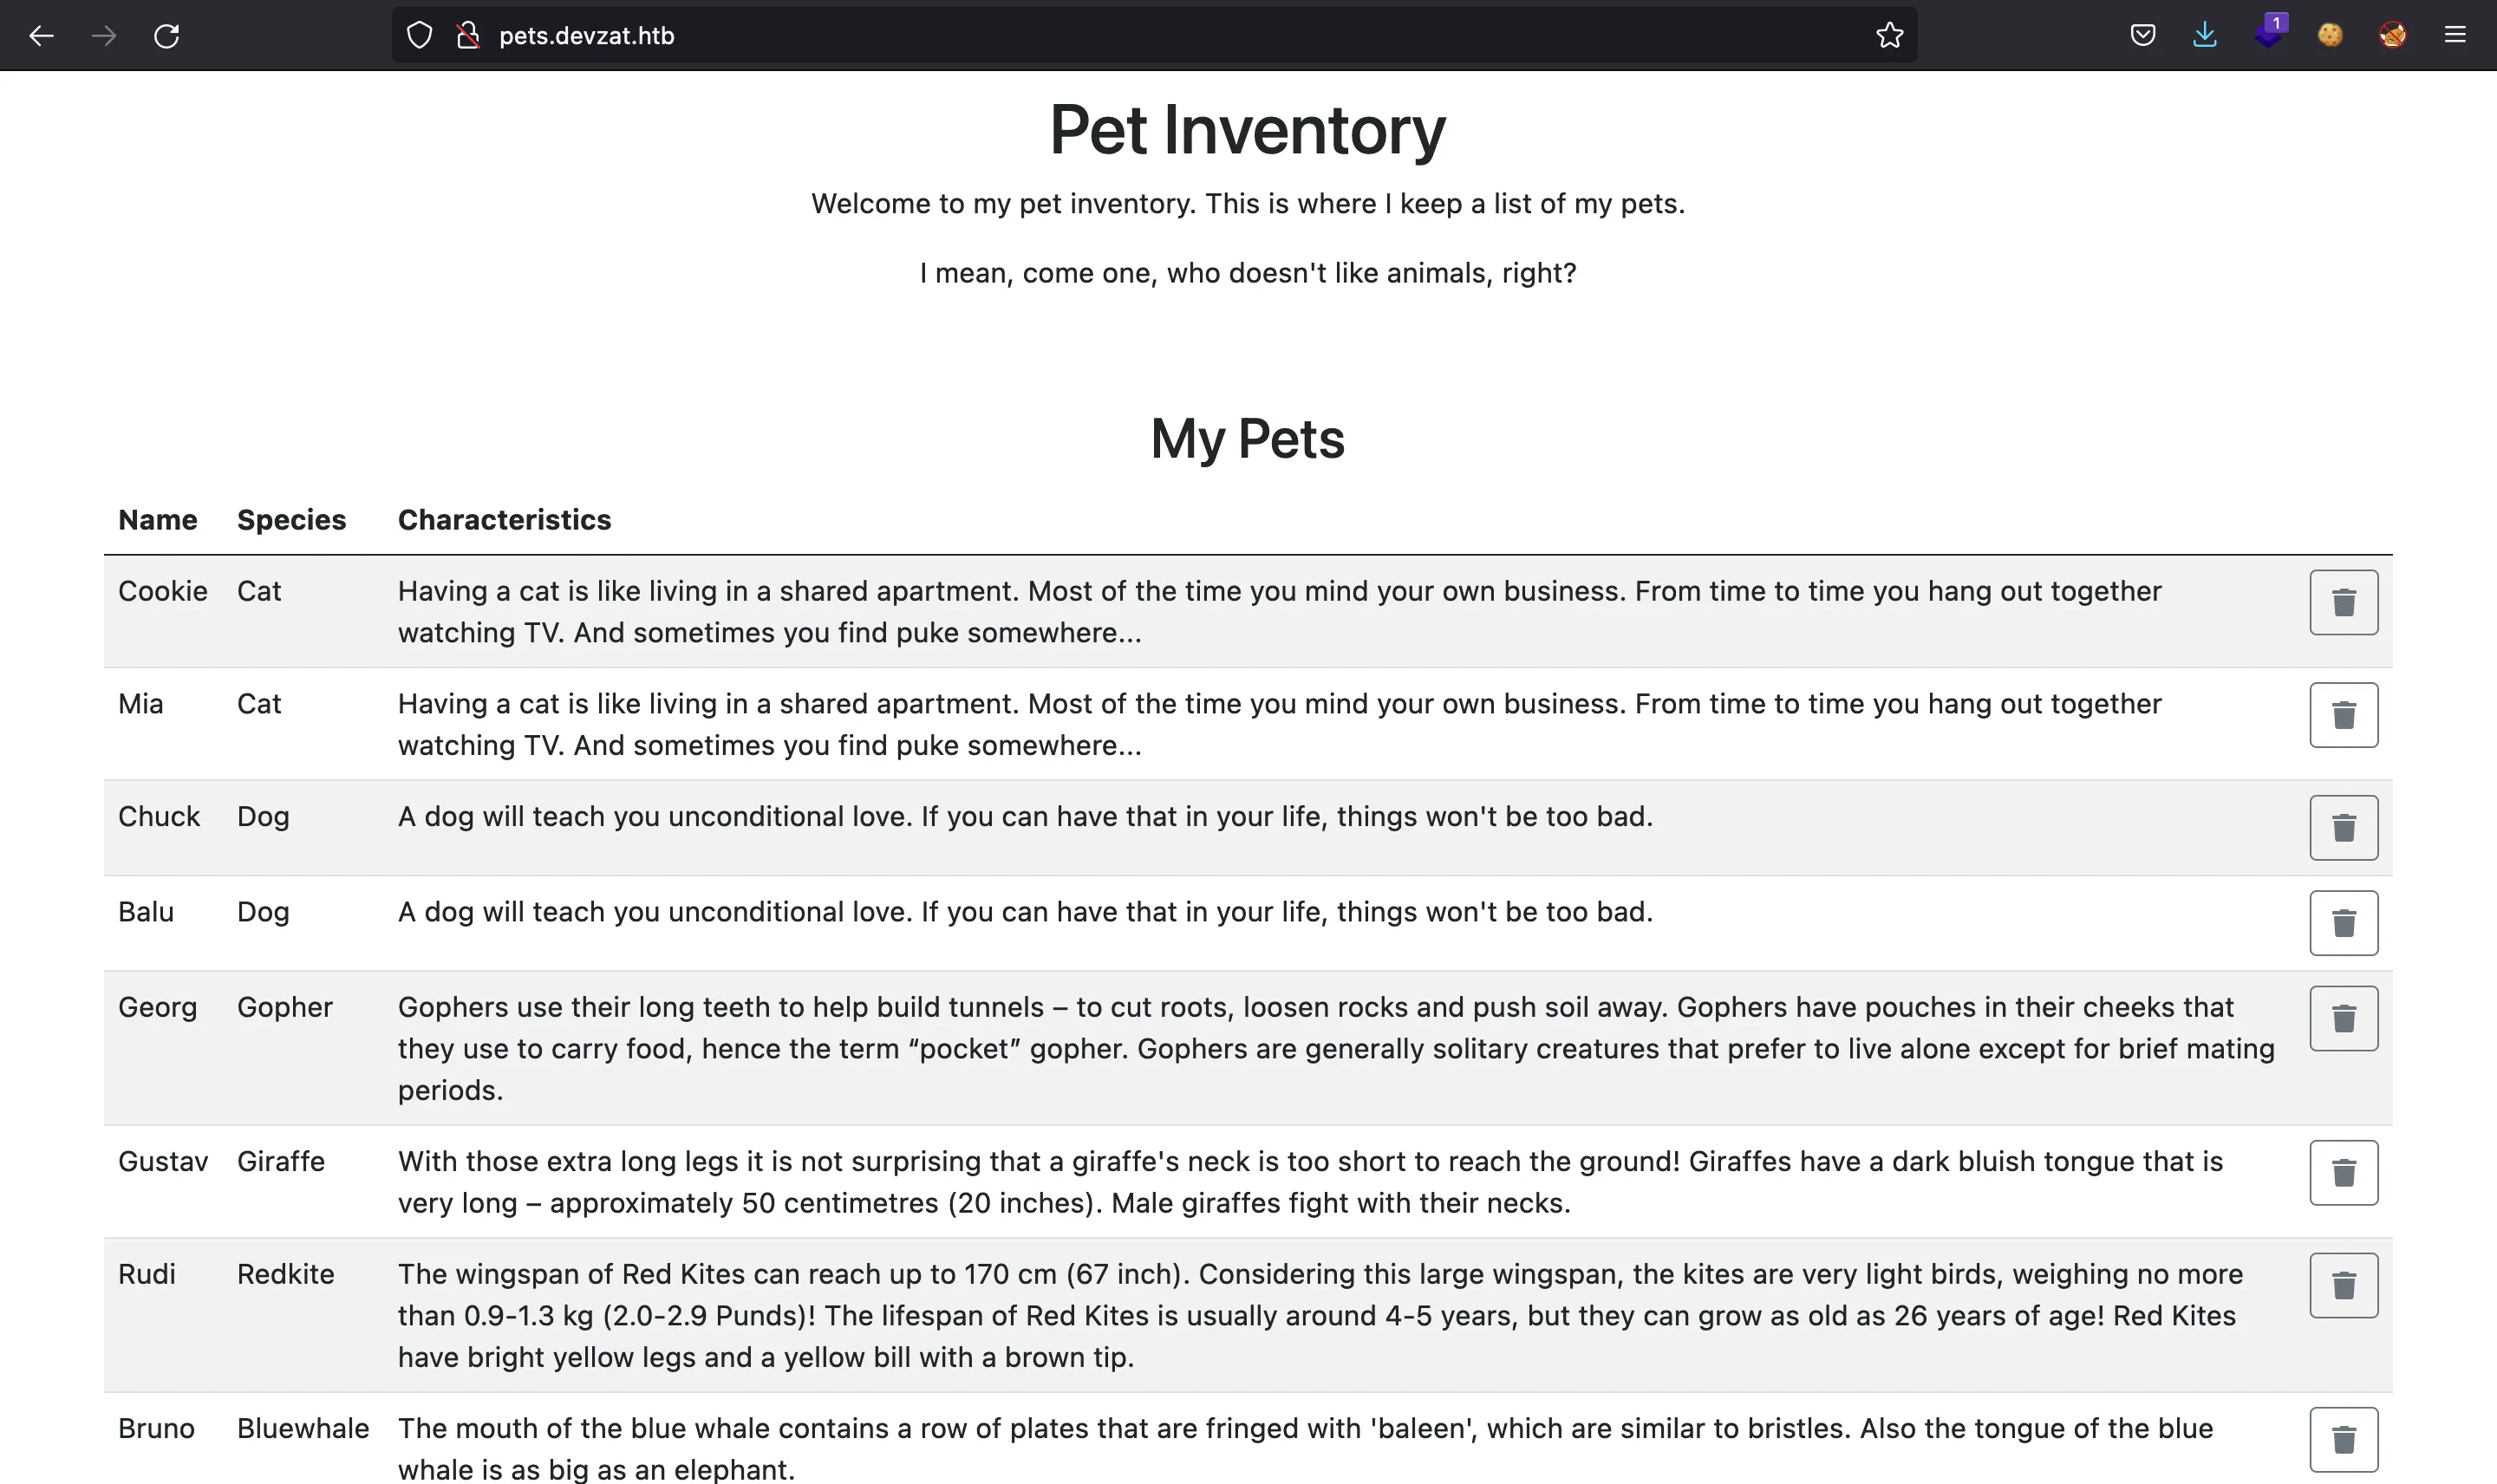 pets.devzat.htb
1
Pet Inventory
Welcome to my pet inventory. This is where I keep a list of my pets.
I mean, come one, who doesn't like animals, right?
My Pets
Name Species Characteristics
Cookie Cat Having a cat is like living in a shared apartment. Most of the time you mind your own business. From time to time you hang out together
watching TV. And sometimes you find puke somewhere...
Mia Cat Having a cat is like living in a shared apartment. Most of the time you mind your own business. From time to time you hang out together
watching TV. And sometimes you find puke somewhere...
Chuck Dog A dog will teach you unconditional love. If you can have that in your life, things won't be too bad.
Balu Dog A dog will teach you unconditional love. If you can have that in your life, things won't be too bad.
Georg Gopher Gophers use their long teeth to help build tunnels – to cut roots, loosen rocks and push soil away. Gophers have pouches in their cheeks that
they use to carry food, hence the term “pocket” gopher. Gophers are generally solitary creatures that prefer to live alone except for brief mating
periods.
Gustav Giraffe With those extra long legs it is not surprising that a giraffe's neck is too short to reach the ground! Giraffes have a dark bluish tongue that is
very long – approximately 50 centimetres (20 inches). Male giraffes fight with their necks.
Rudi Redkite The wingspan of Red Kites can reach up to 170 cm (67 inch). Considering this large wingspan, the kites are very light birds, weighing no more
than 0.9-1.3 kg (2.0-2.9 Punds)! The lifespan of Red Kites is usually around 4-5 years, but they can grow as old as 26 years of age! Red Kites
have bright yellow legs and a yellow bill with a brown tip.
Bruno Bluewhale The mouth of the blue whale contains a row of plates that are fringed with 'baleen', which are similar to bristles. Also the tongue of the blue
whale is as big as an elephant.